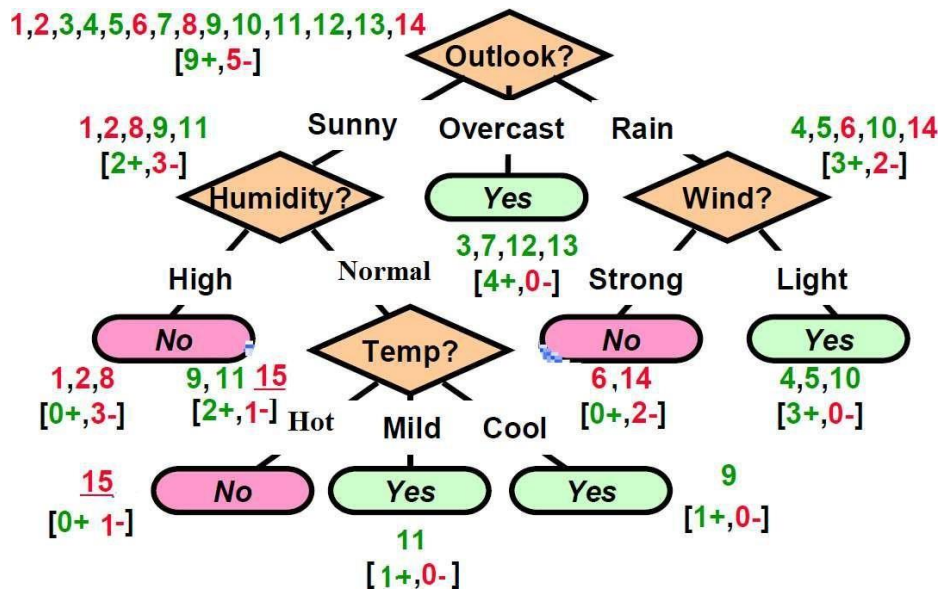 1,2,3,4,5,6,7,8,9,10,11,12,13,14
[9+,5-]
Outlook?
1,2,8,9,11
[2+,3-]
Sunny
Overcast
Rain
4,5,6,10,14
[3+,2-]
Humidity?
Yes
Wind?
3,7,12,13
[4+,0-]
High
Normal
Strong
Light
No
Temp?
No
Yes
1,2,8
[0+,3-]
9,11 15
[2+,1-]
6,14
[0+,2-]
4,5,10
[3+,0-]
Hot
Mild
Cool
15
[0+ 1-]
No
Yes
Yes
9
[1+,0-]
11
[1+,0-]